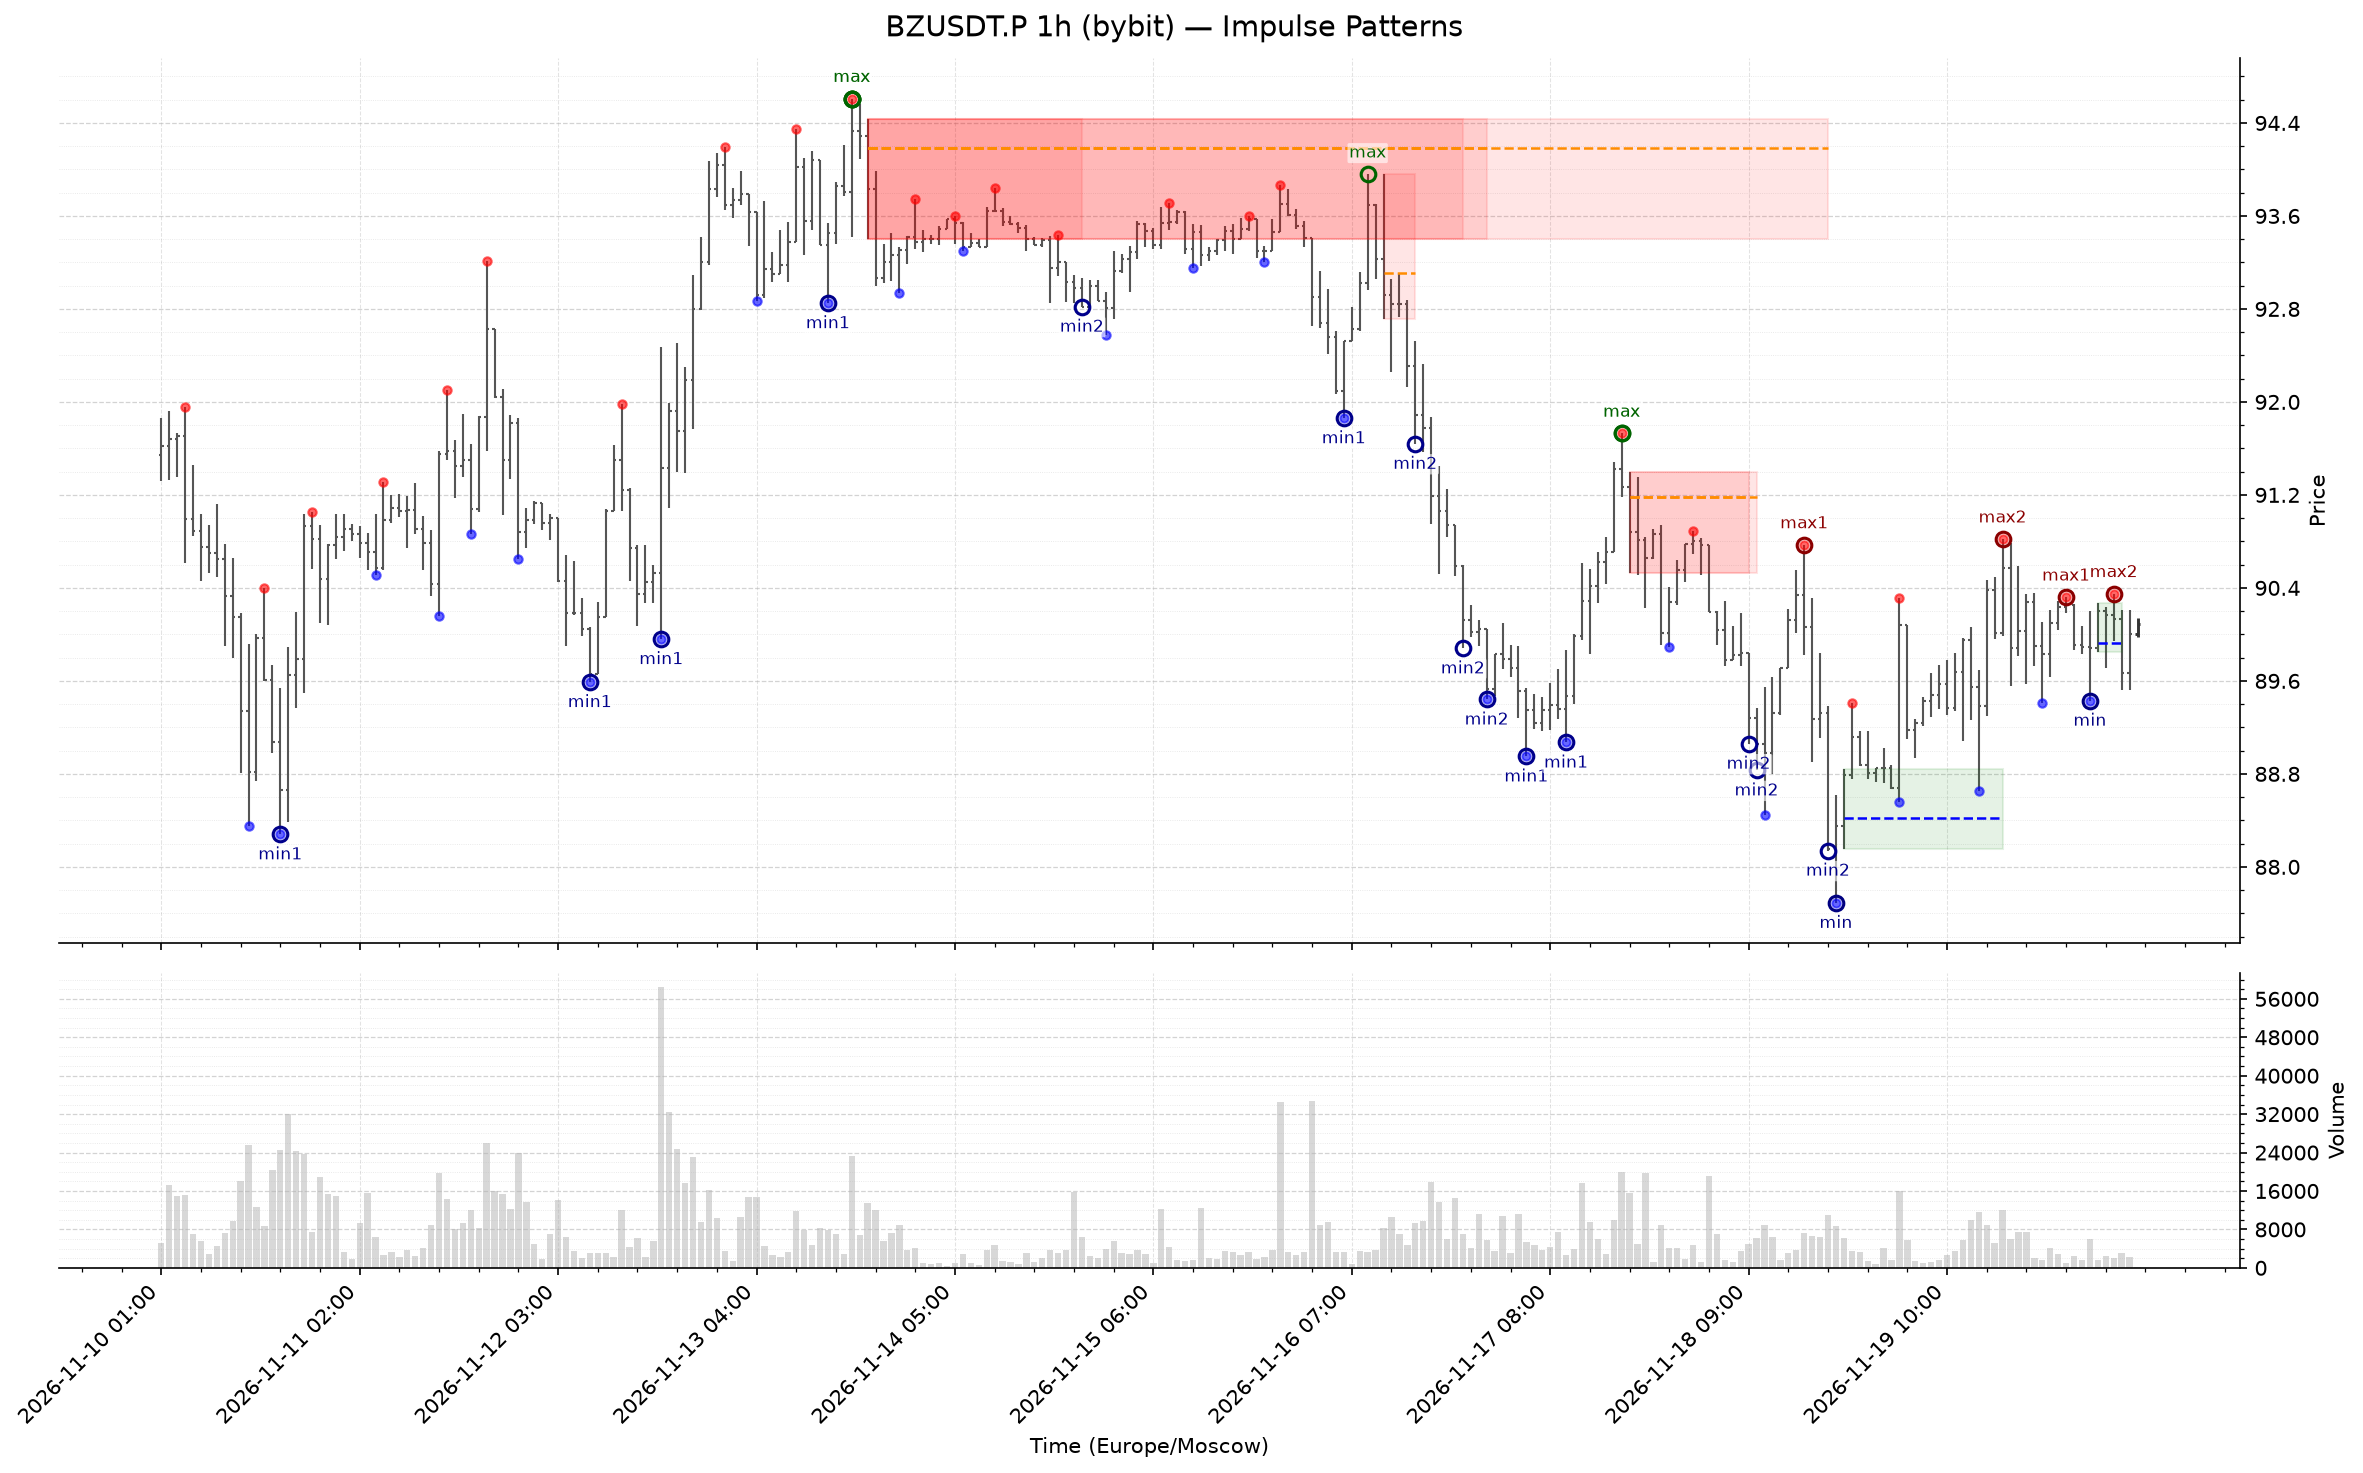 BZUSDT.P 1h (bybit) — Impulse Patterns
max
max
max
max1
max2
max1
max2
min1
min1
min1
min1
min2
min1
min2
min2
min2
min1
min1
min2
min2
min2
min
min
94.4
93.6
92.8
92.0
91.2
90.4
89.6
88.8
88.0
Price
56000
48000
40000
32000
24000
16000
8000
0
Volume
2026-11-10 01:00
2026-11-11 02:00
2026-11-12 03:00
2026-11-13 04:00
2026-11-14 05:00
2026-11-15 06:00
2026-11-16 07:00
2026-11-17 08:00
2026-11-18 09:00
2026-11-19 10:00
Time (Europe/Moscow)